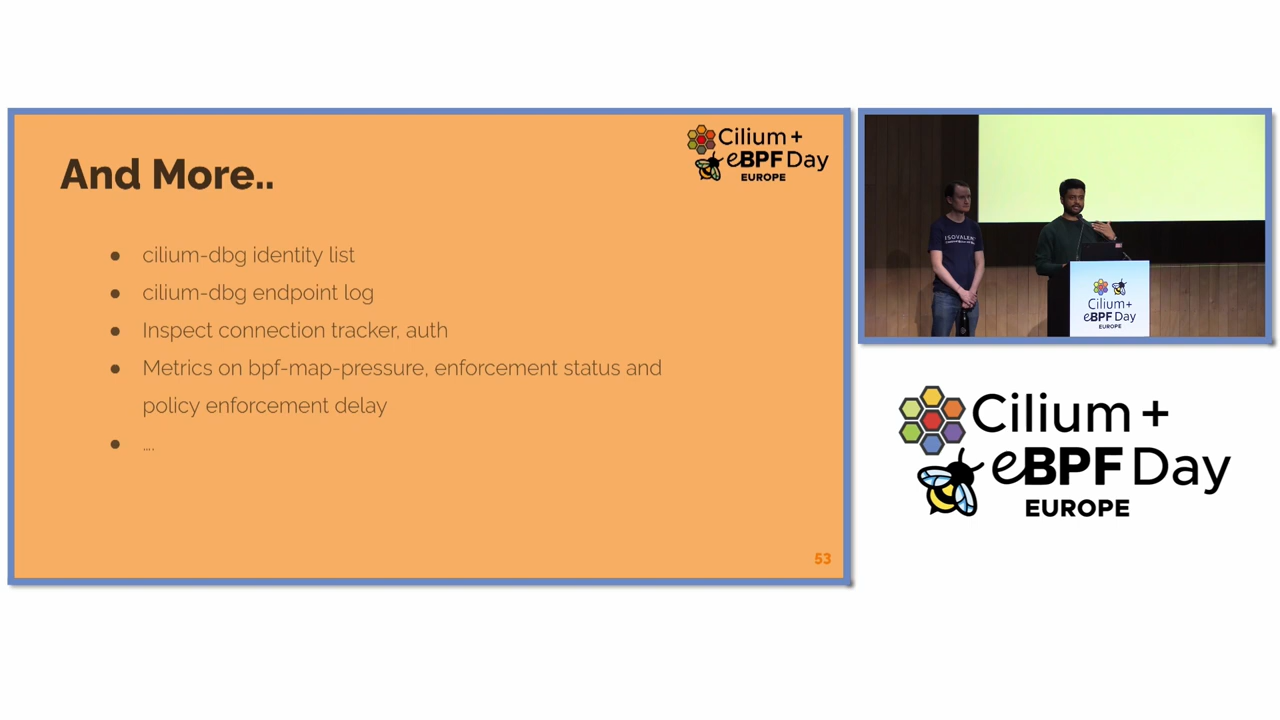 And More..
Cilium +
eBPF Day
EUROPE
● cilium-dbg identity list
● cilium-dbg endpoint log
● Inspect connection tracker, auth
● Metrics on bpf-map-pressure, enforcement status and
policy enforcement delay
● ....
53
ISOVALENT
Cilium+
eBPF Day
EUROPE
Cilium +
eBPF Day
EUROPE